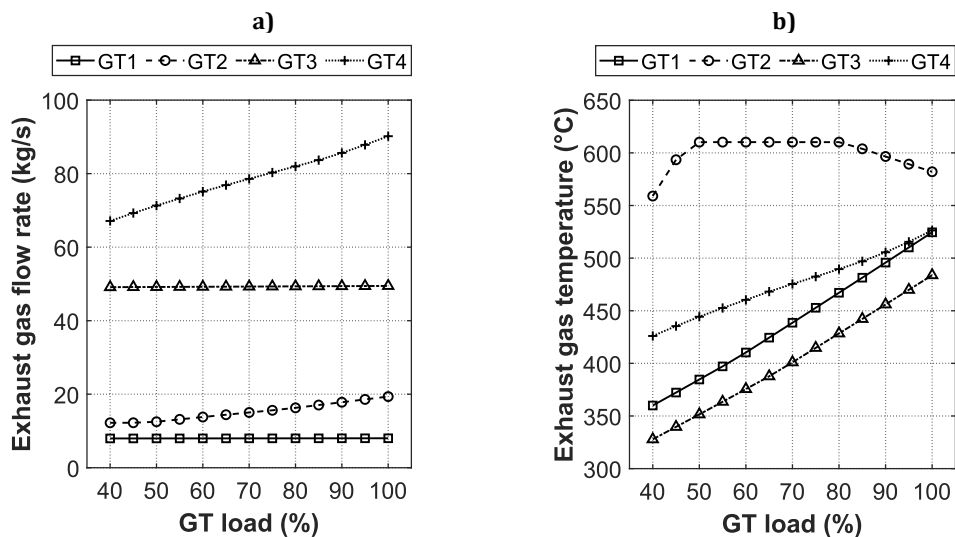 a)
GT1 GT2 GT3 GT4
100
80
60
40
20
0
Exhaust gas flow rate (kg/s)
40 50 60 70 80 90 100
GT load (%)
b)
GT1 GT2 GT3 GT4
650
600
550
500
450
400
350
300
Exhaust gas temperature (°C)
40 50 60 70 80 90 100
GT load (%)